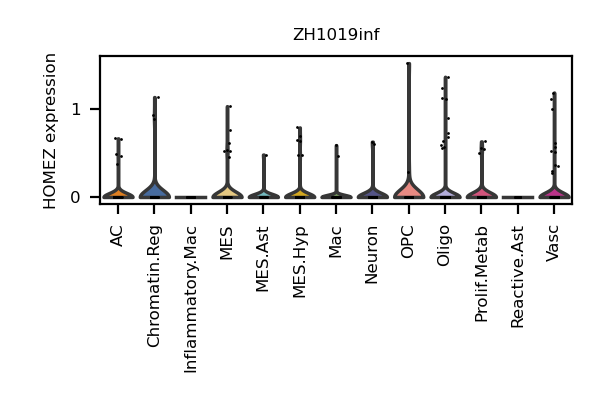 ZH1019inf
HOMEZ expression
1
0
AC
Chromatin.Reg
Inflammatory.Mac
MES
MES.Ast
MES.Hyp
Mac
Neuron
OPC
Oligo
Prolif.Metab
Reactive.Ast
Vasc